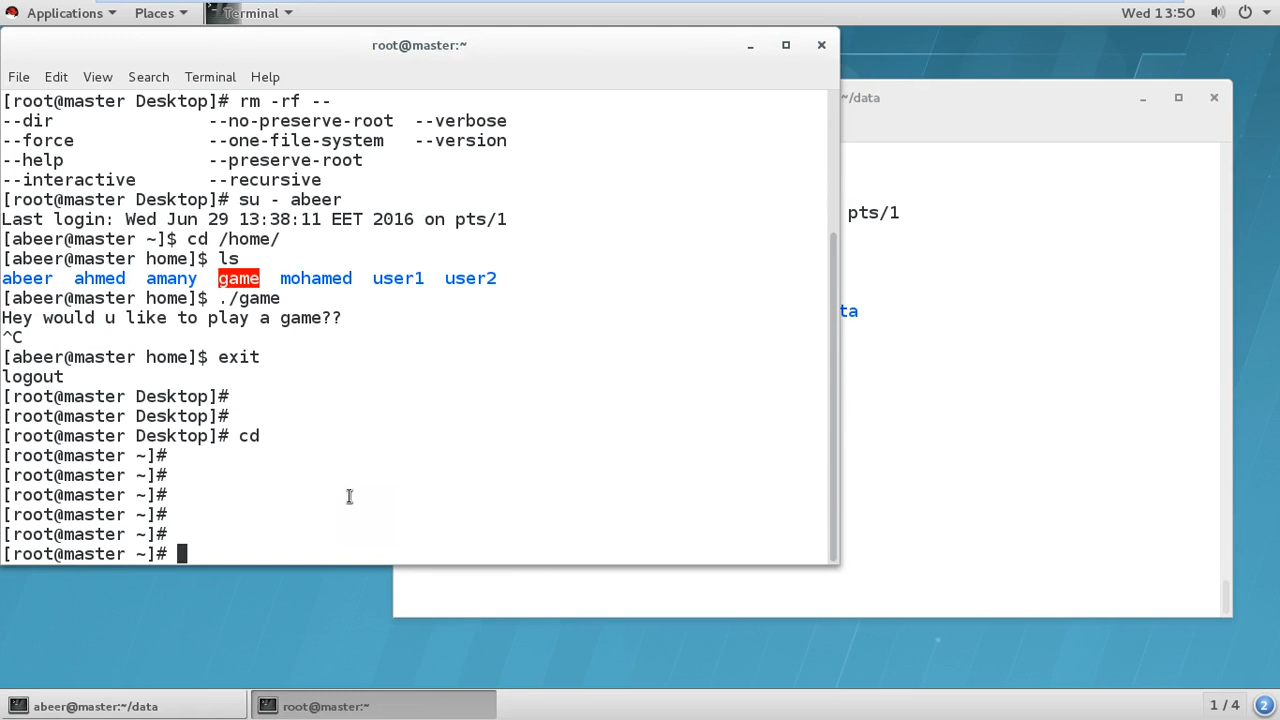 Applications Places Terminal Wed 13:50
root@master:~
File Edit View Search Terminal Help
[root@master Desktop]# rm -rf --
--dir --no-preserve-root --verbose
--force --one-file-system --version
--help --preserve-root
--interactive --recursive
[root@master Desktop]# su - abeer
Last login: Wed Jun 29 13:38:11 EET 2016 on pts/1
[abeer@master ~]$ cd /home/
[abeer@master home]$ ls
abeer ahmed amany game mohamed user1 user2
[abeer@master home]$ ./game
Hey would u like to play a game??
^C
[abeer@master home]$ exit
logout
[root@master Desktop]#
[root@master Desktop]#
[root@master Desktop]# cd
[root@master ~]#
[root@master ~]#
[root@master ~]#
[root@master ~]#
[root@master ~]#
[root@master ~]#
~/data
pts/1
ta
abeer@master:~/data root@master:~ 1 / 4 2